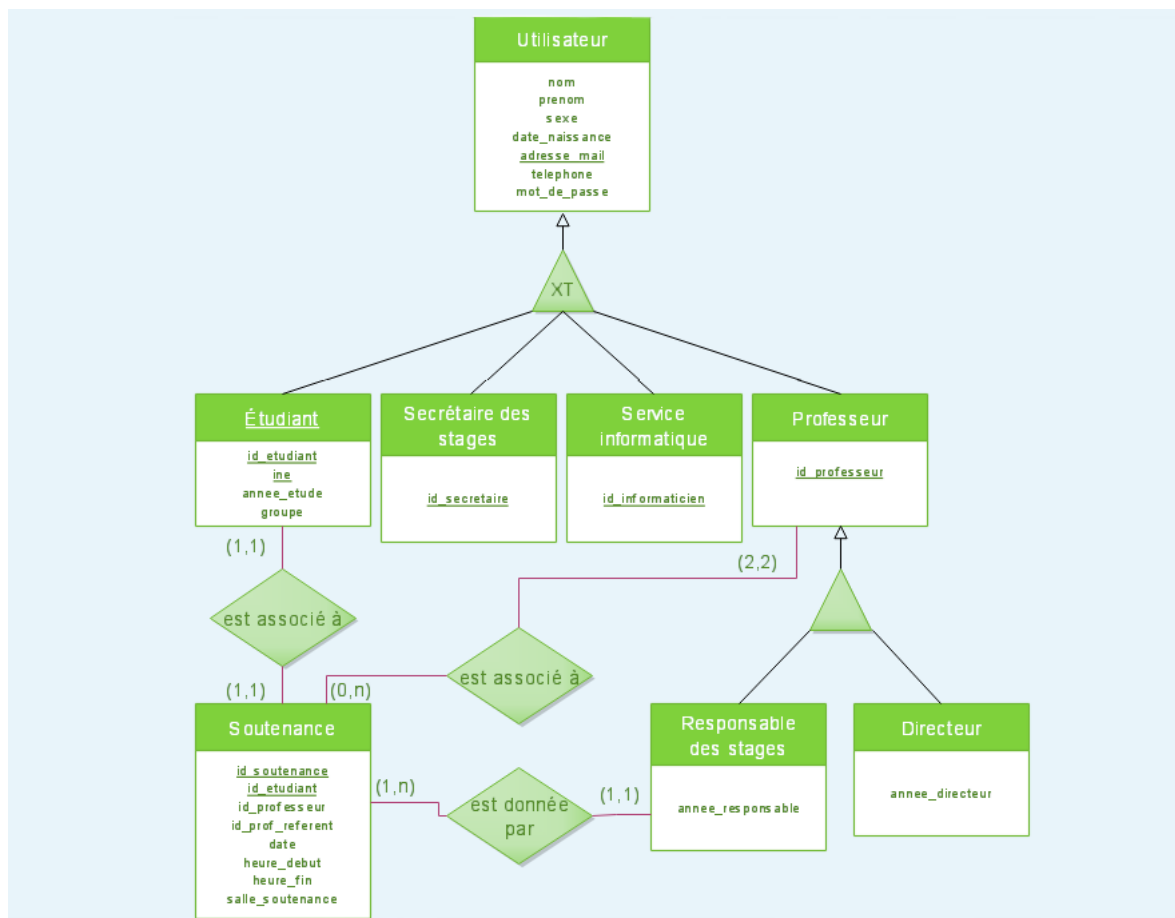 Utilisateur
nom
prenom
sexe
date_naissance
adresse_mail
telephone
mot_de_passe
XT
Étudiant
id_etudiant
ine
annee_etude
groupe
Secrétaire des
stages
id_secretaire
Service
informatique
id_informaticien
Professeur
id_professeur
(1,1)
(2,2)
est associé à
est associé à
(1,1)
(0,n)
Soutenance
id_soutenance
id_etudiant
id_professeur
id_prof_referent
date
heure_debut
heure_fin
salle_soutenance
(1,n)
est donnée
par
(1,1)
Responsable
des stages
annee_responsable
Directeur
annee_directeur